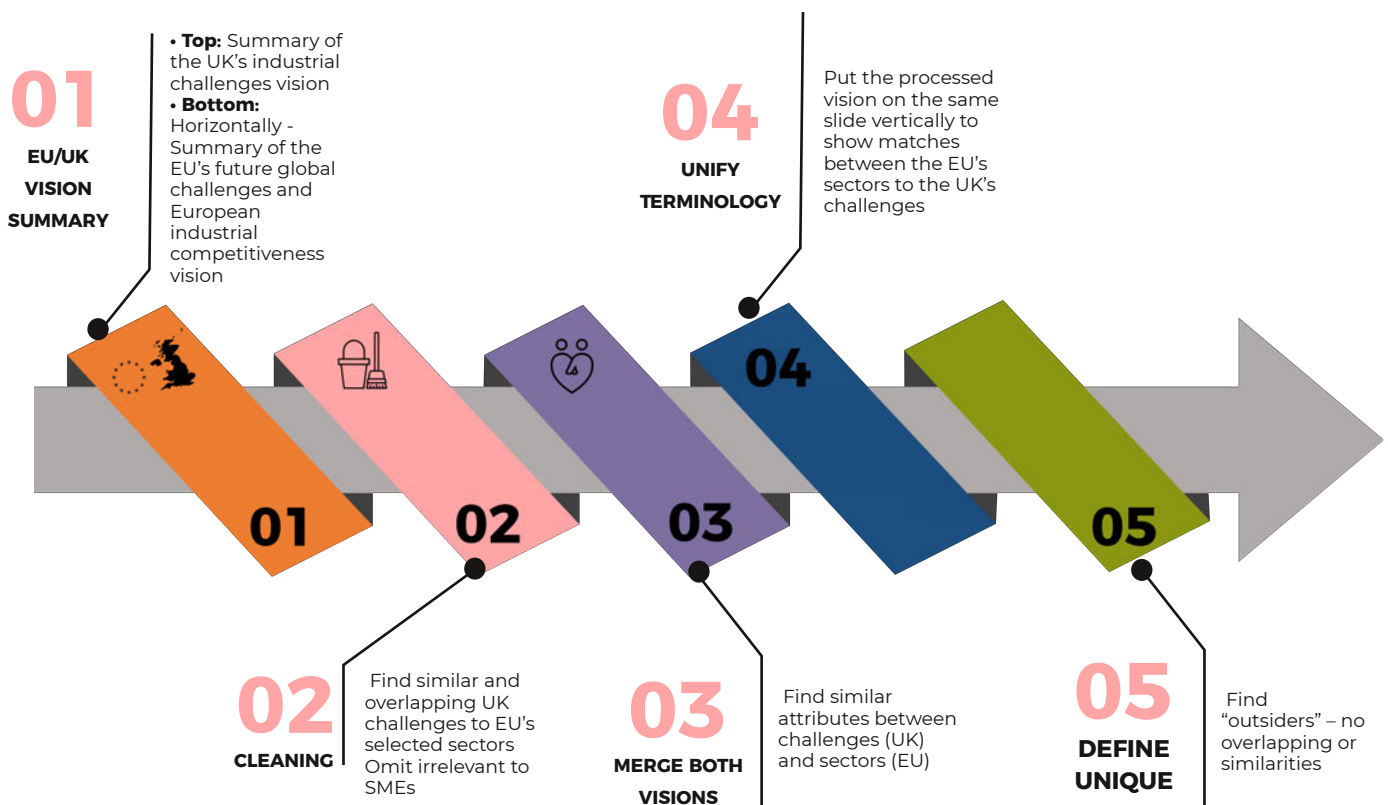 01
EU/UK
VISION
SUMMARY
• Top: Summary of
the UK's industrial
challenges vision
• Bottom:
Horizontally -
Summary of the
EU's future global
challenges and
European
industrial
competitiveness
vision
04
UNIFY
TERMINOLOGY
Put the processed
vision on the same
slide vertically to
show matches
between the EU's
sectors to the UK's
challenges
01
02
03
04
05
02
CLEANING
Find similar and
overlapping UK
challenges to EU's
selected sectors
Omit irrelevant to
SMEs
03
MERGE BOTH
VISIONS
Find similar
attributes between
challenges (UK)
and sectors (EU)
05
DEFINE
UNIQUE
Find
“outsiders” – no
overlapping or
similarities